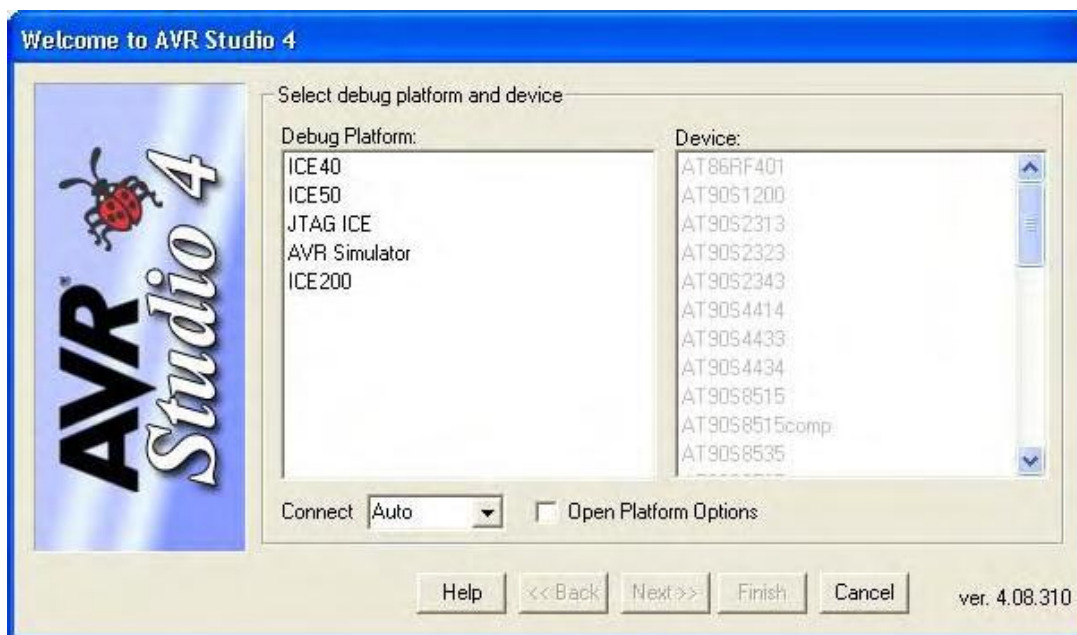 Welcome to AVR Studio 4
AVR®
Studio 4
Select debug platform and device
Debug Platform:
ICE40
ICE50
JTAG ICE
AVR Simulator
ICE200
Device:
AT86RF401
AT90S1200
AT90S2313
AT90S2323
AT90S2343
AT90S4414
AT90S4433
AT90S4434
AT90S8515
AT90S8515comp
AT90S8535
Connect Auto Open Platform Options
Help << Back Next >> Finish Cancel ver. 4.08.310